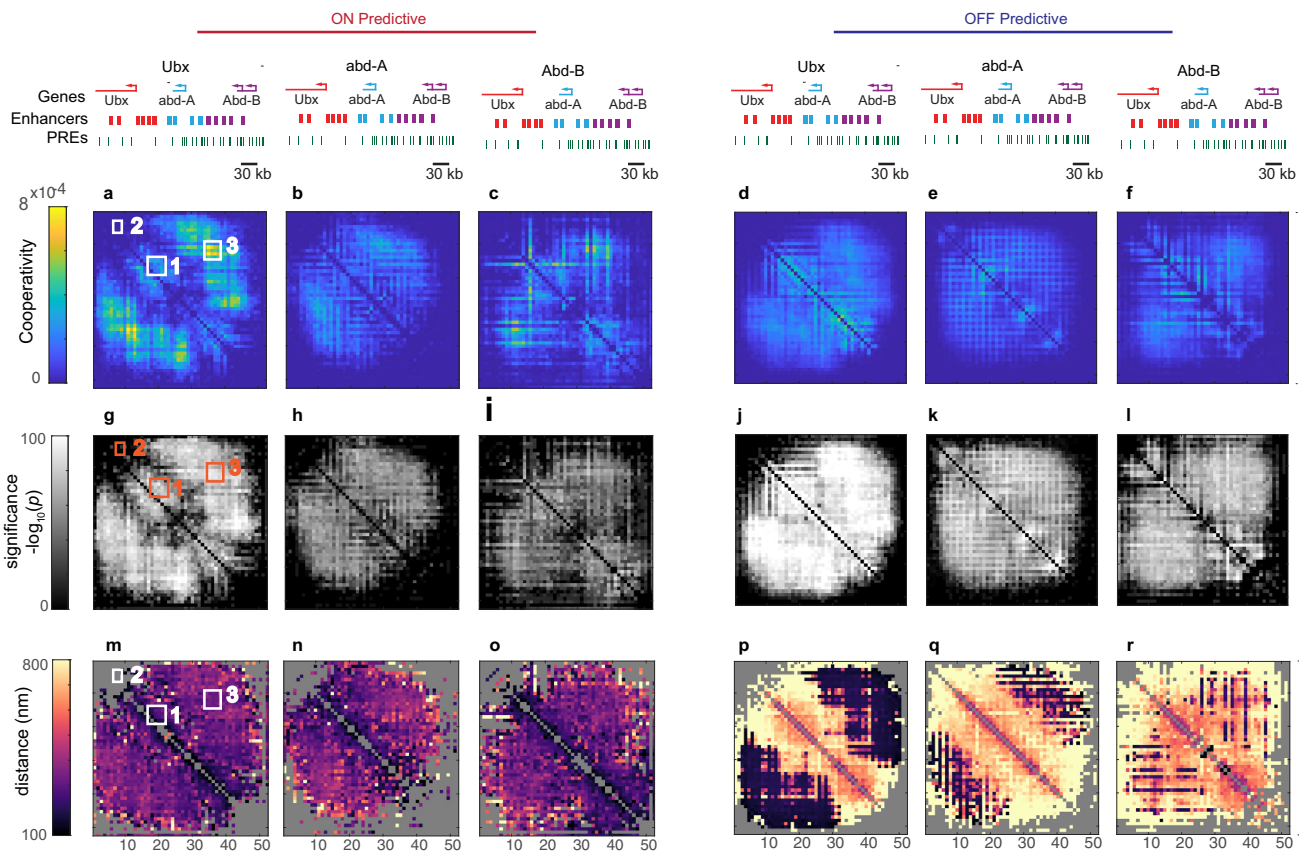 ON Predictive OFF Predictive
Ubx abd-A Abd-B Ubx abd-A Abd-B
Genes Ubx abd-A Abd-B Ubx abd-A Abd-B Ubx abd-A Abd-B Ubx abd-A Abd-B Ubx abd-A Abd-B Ubx abd-A Abd-B
Enhancers
PREs
30 kb 30 kb 30 kb 30 kb 30 kb 30 kb
a b c d e f
8 x10-4
Cooperativity
0
2
3
1
g h i j k l
100
significance
-log10(p)
0
2
3
1
m n o p q r
800
distance (nm)
100
2
3
1
10 20 30 40 50 10 20 30 40 50 10 20 30 40 50 10 20 30 40 50 10 20 30 40 50 10 20 30 40 50